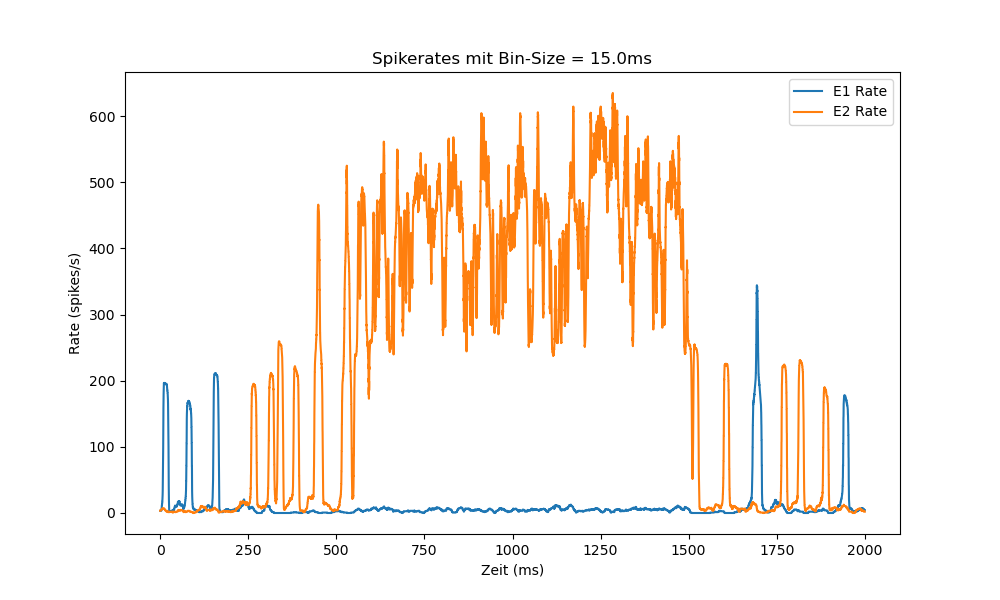 Spikerates mit Bin-Size = 15.0ms
E1 Rate
E2 Rate
Rate (spikes/s)
600
500
400
300
200
100
0
0 250 500 750 1000 1250 1500 1750 2000
Zeit (ms)